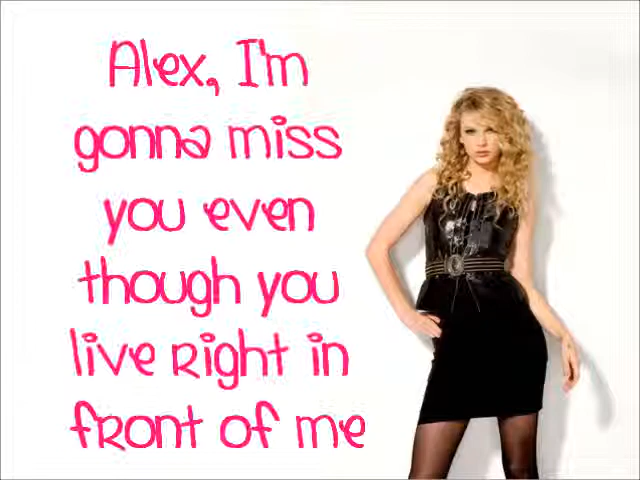 Alex, I'm
gonna miss
you even
though you
live right in
front of me